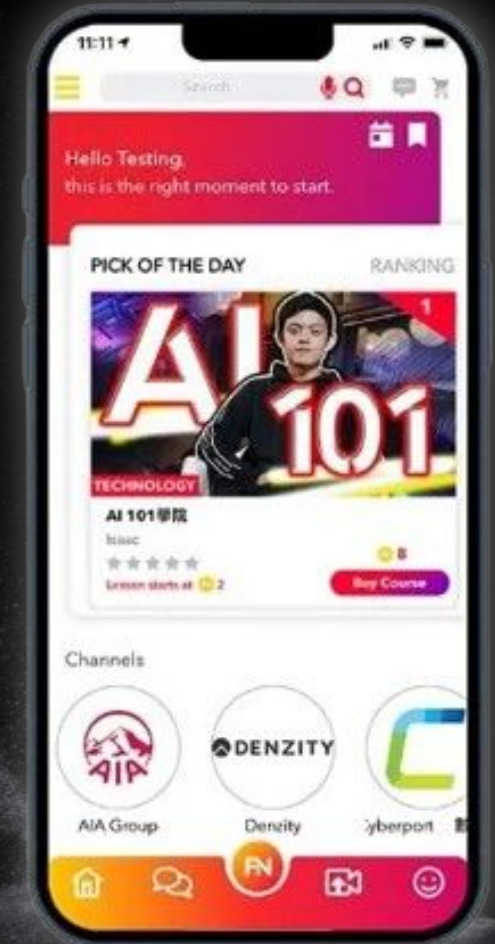 11:11
Search
Hello Testing,
this is the right moment to start.
PICK OF THE DAY
RANKING
1
AI
101
TECHNOLOGY
AI 101學院
Isaac
8
Lesson starts at 2
Buy Course
Channels
AIA
DENZITY
AIA Group
Denzity
yberport
FN